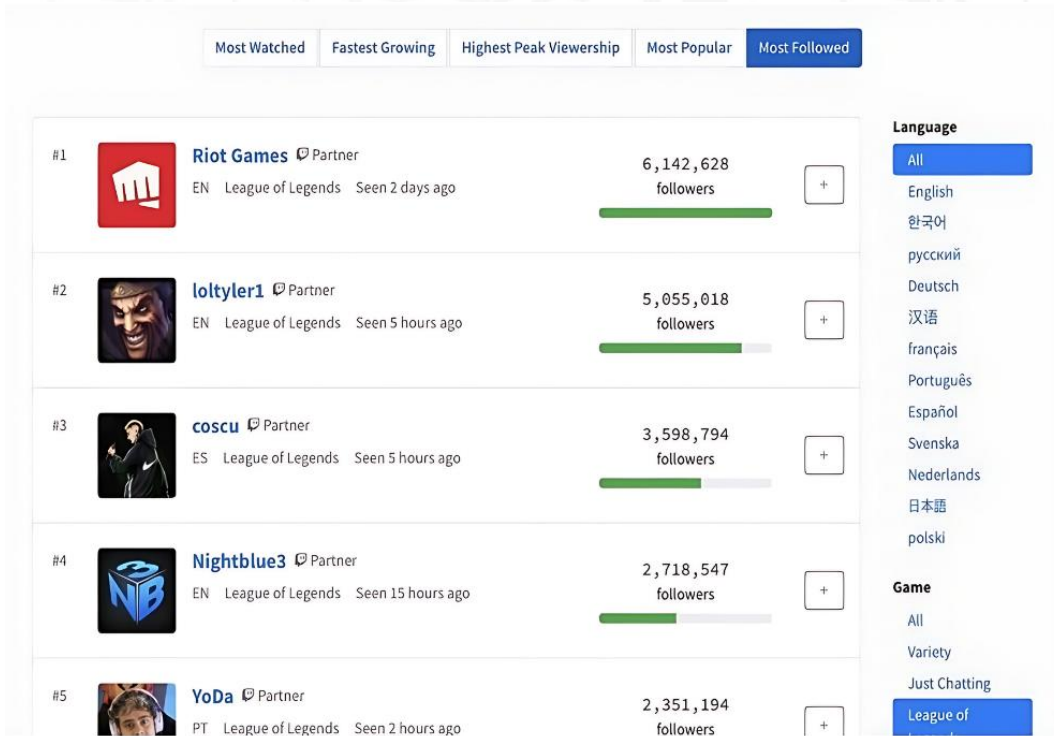 Most Watched Fastest Growing Highest Peak Viewership Most Popular Most Followed
#1
Riot Games Partner
EN League of Legends Seen 2 days ago
6,142,628
followers
+
#2
loltyler1 Partner
EN League of Legends Seen 5 hours ago
5,055,018
followers
+
#3
coscu Partner
ES League of Legends Seen 5 hours ago
3,598,794
followers
+
#4
Nightblue3 Partner
EN League of Legends Seen 15 hours ago
2,718,547
followers
+
3
NB
#5
YoDa Partner
PT League of Legends Seen 2 hours ago
2,351,194
followers
+
Language
All
English
한국어
русский
Deutsch
汉语
français
Português
Español
Svenska
Nederlands
日本語
polski
Game
All
Variety
Just Chatting
League of